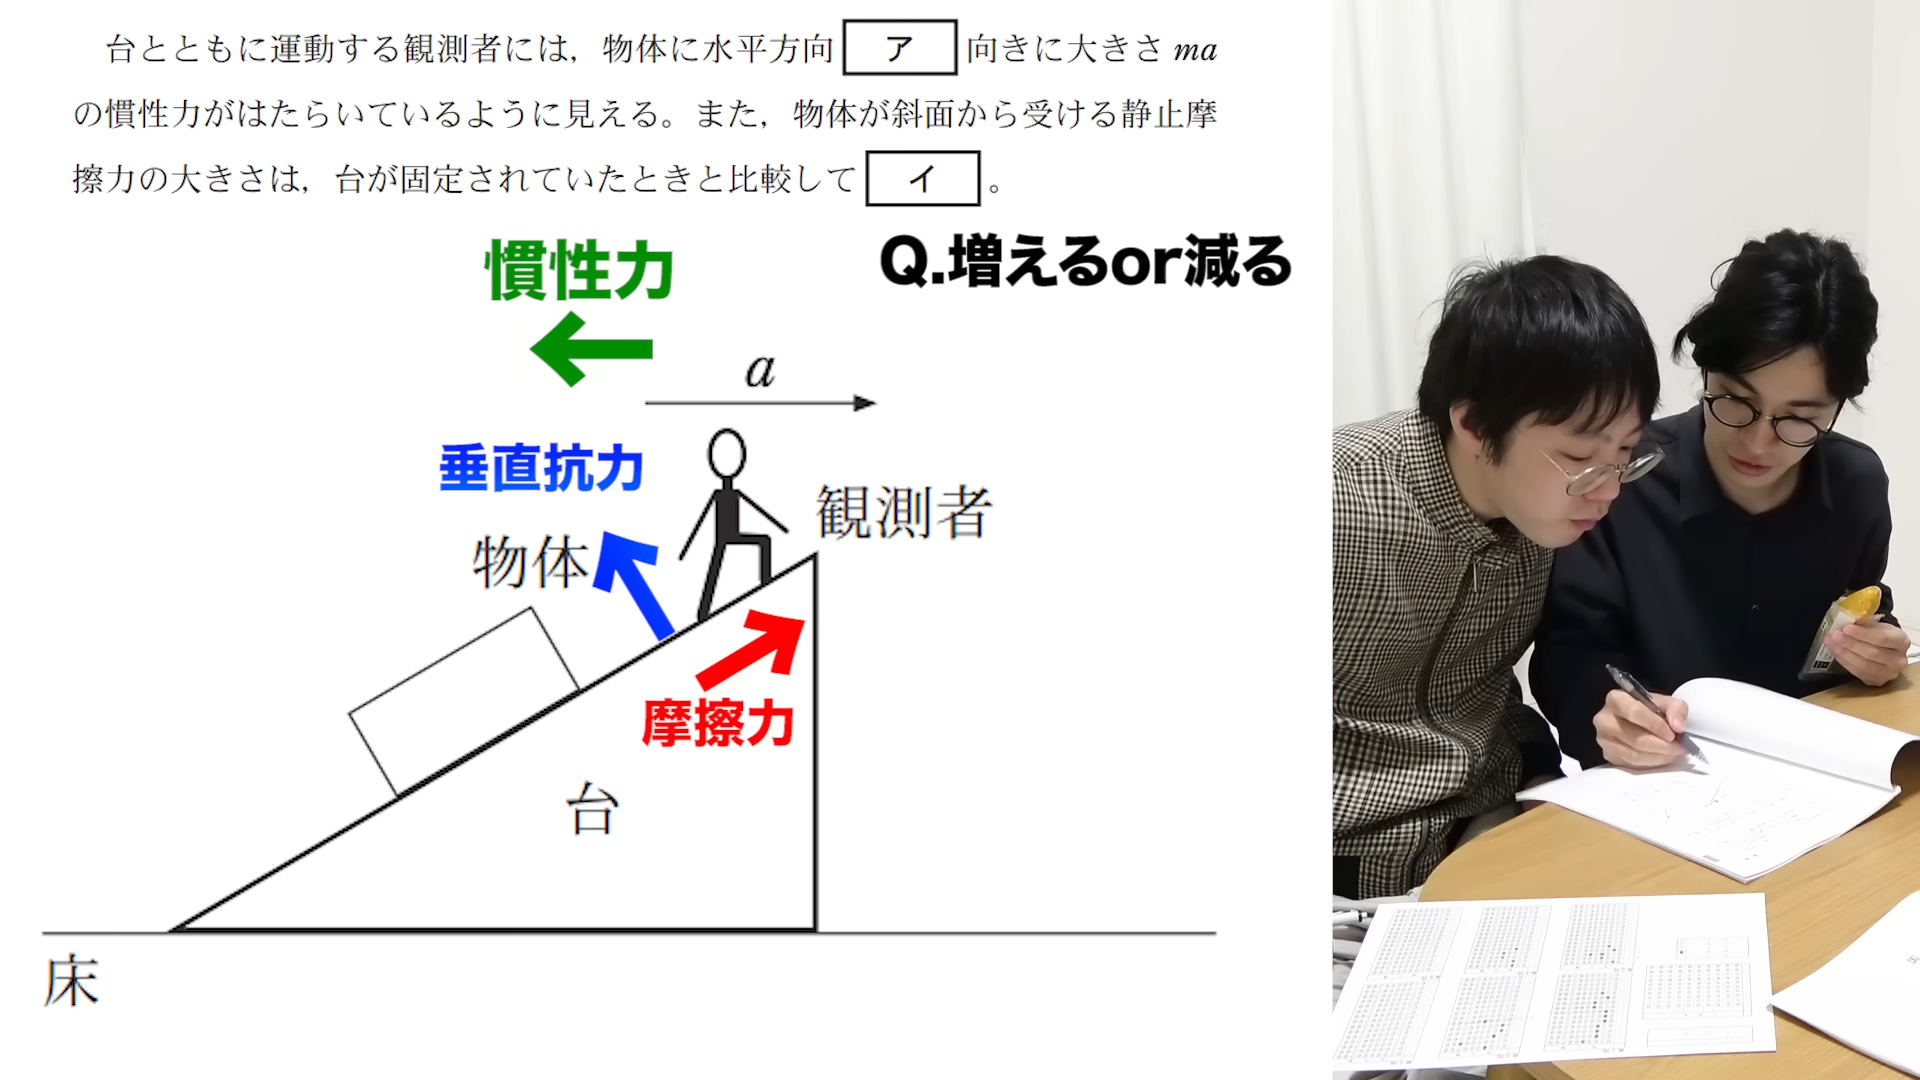 台とともに運動する観測者には，物体に水平方向 ア 向きに大きさ ma
の慣性力がはたらいているように見える。また，物体が斜面から受ける静止摩
擦力の大きさは，台が固定されていたときと比較して イ 。
慣性力
Q.増えるor減る
a
垂直抗力
観測者
物体
摩擦力
台
床